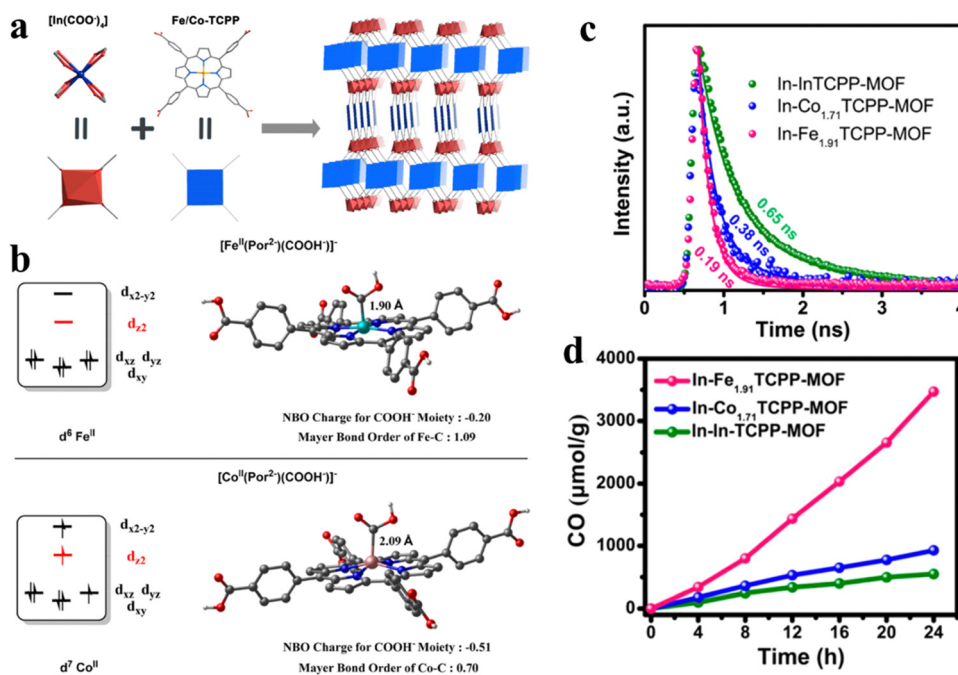 a
[In(COO⁻)₄]
Fe/Co-TCPP
[Feᴵᴵ(Por²⁻)(COOH⁻)]⁻
b
dx2-y2
dz2
dxz dyz
dxy
d⁶ Feᴵᴵ
1.90 Å
NBO Charge for COOH⁻ Moiety : -0.20
Mayer Bond Order of Fe-C : 1.09
[Coᴵᴵ(Por²⁻)(COOH⁻)]⁻
dx2-y2
dz2
dxz dyz
dxy
d⁷ Coᴵᴵ
2.09 Å
NBO Charge for COOH⁻ Moiety : -0.51
Mayer Bond Order of Co-C : 0.70
c
Intensity (a.u.)
In-InTCPP-MOF
In-Co₁.₇₁TCPP-MOF
In-Fe₁.₉₁TCPP-MOF
0.65 ns
0.38 ns
0.19 ns
0 1 2 3 4
Time (ns)
d
CO (μmol/g)
4000
3000
2000
1000
0
In-Fe₁.₉₁TCPP-MOF
In-Co₁.₇₁TCPP-MOF
In-In-TCPP-MOF
0 4 8 12 16 20 24
Time (h)